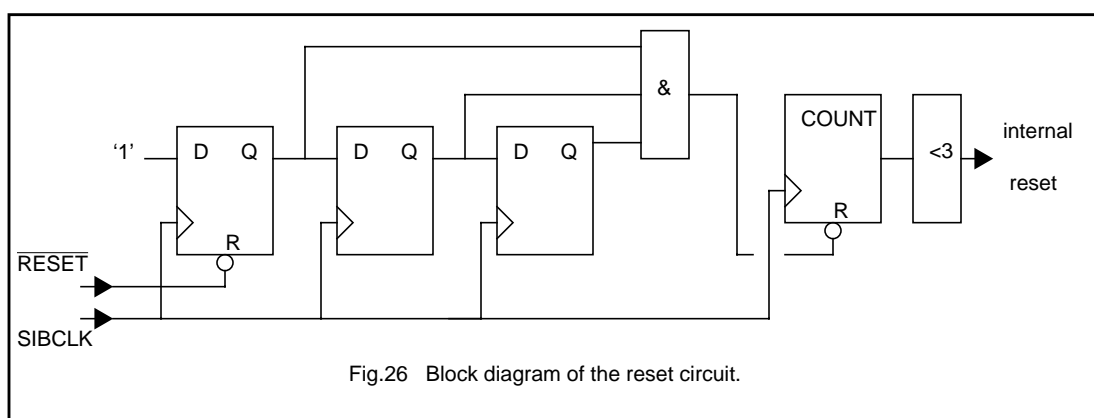 &
COUNT
internal
'1'
D Q
D Q
D Q
<3
reset
R
R
RESET
SIBCLK
Fig.26 Block diagram of the reset circuit.